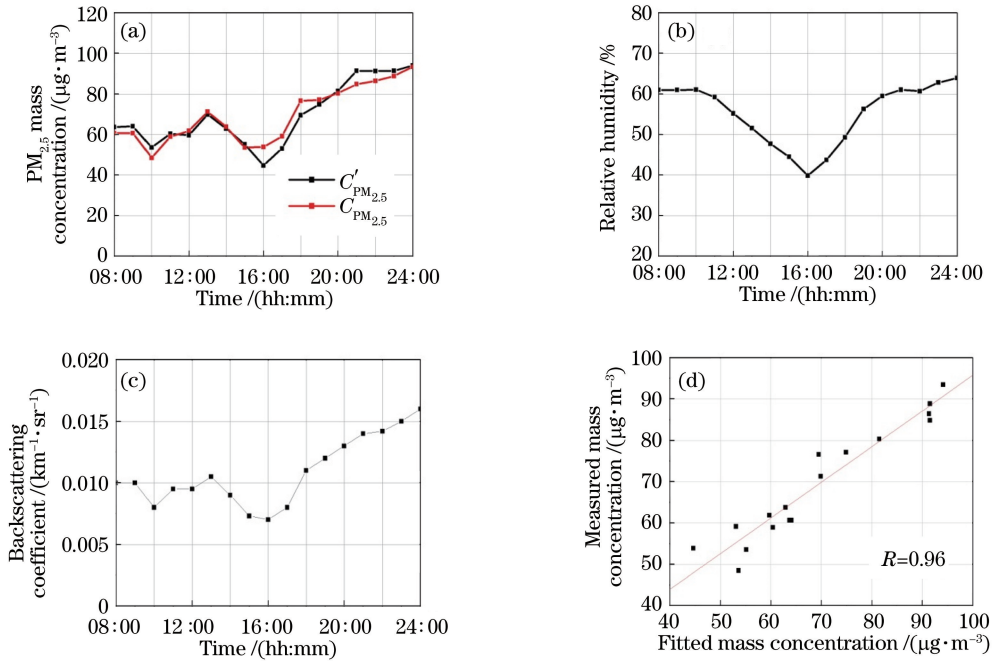 (a)
PM2.5 mass
concentration /(μg·m⁻³)
120
100
80
60
40
20
0
C′PM2.5
CPM2.5
08:00 12:00 16:00 20:00 24:00
Time /(hh:mm)
(b)
Relative humidity /%
80
70
60
50
40
30
20
08:00 12:00 16:00 20:00 24:00
Time /(hh:mm)
(c)
Backscattering
coefficient /(km⁻¹·sr⁻¹)
0.020
0.015
0.010
0.005
0
08:00 12:00 16:00 20:00 24:00
Time /(hh:mm)
(d)
Measured mass
concentration /(μg·m⁻³)
100
90
80
70
60
50
40
R=0.96
40 50 60 70 80 90 100
Fitted mass concentration /(μg·m⁻³)